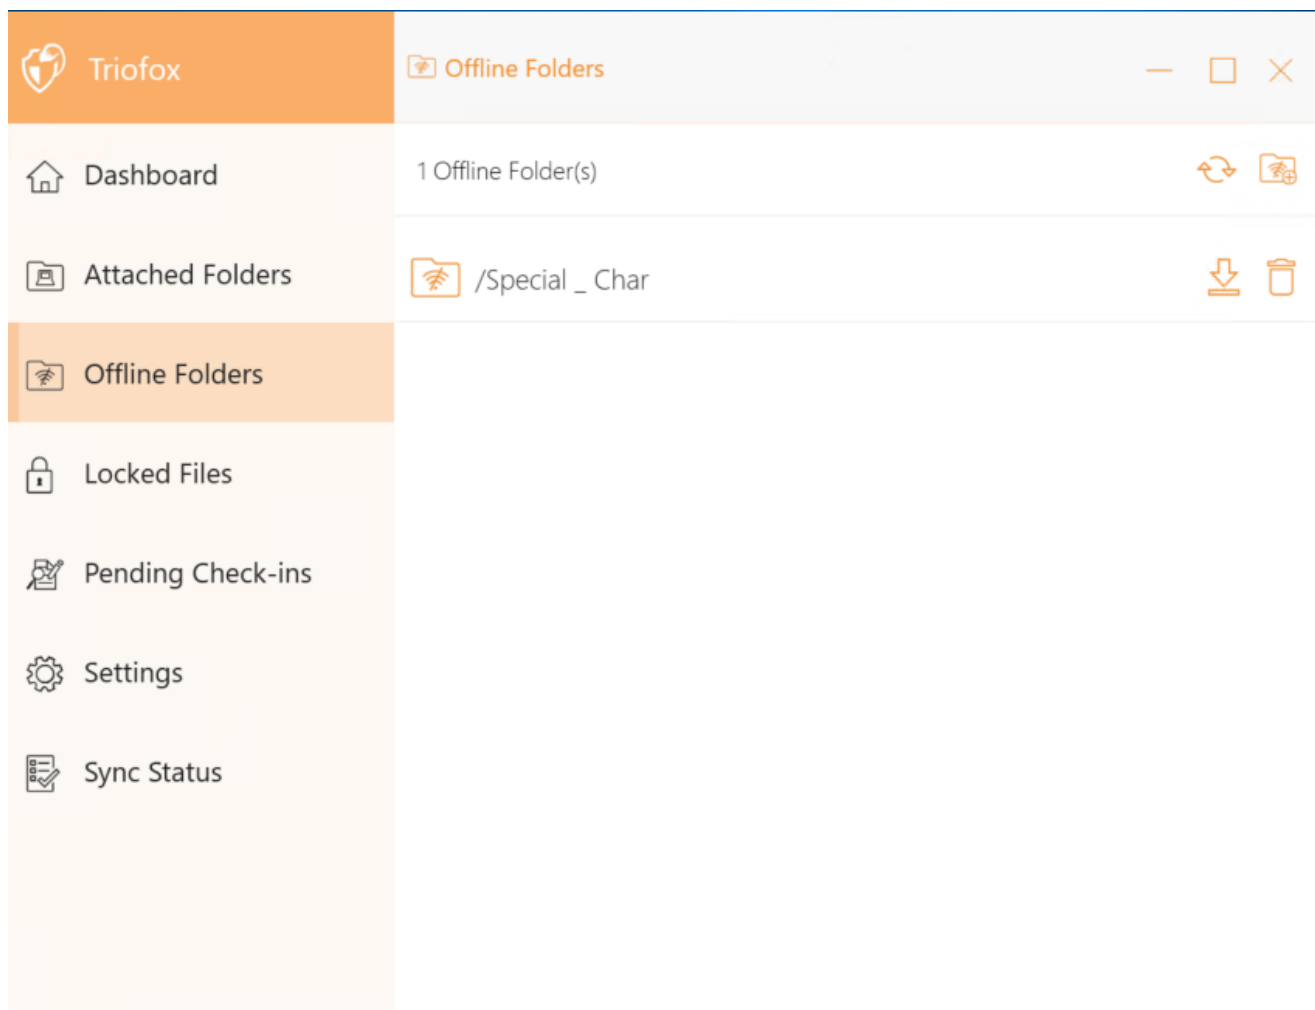 Triofox
Offline Folders
Dashboard
Attached Folders
Offline Folders
Locked Files
Pending Check-ins
Settings
Sync Status
1 Offline Folder(s)
/Special _ Char